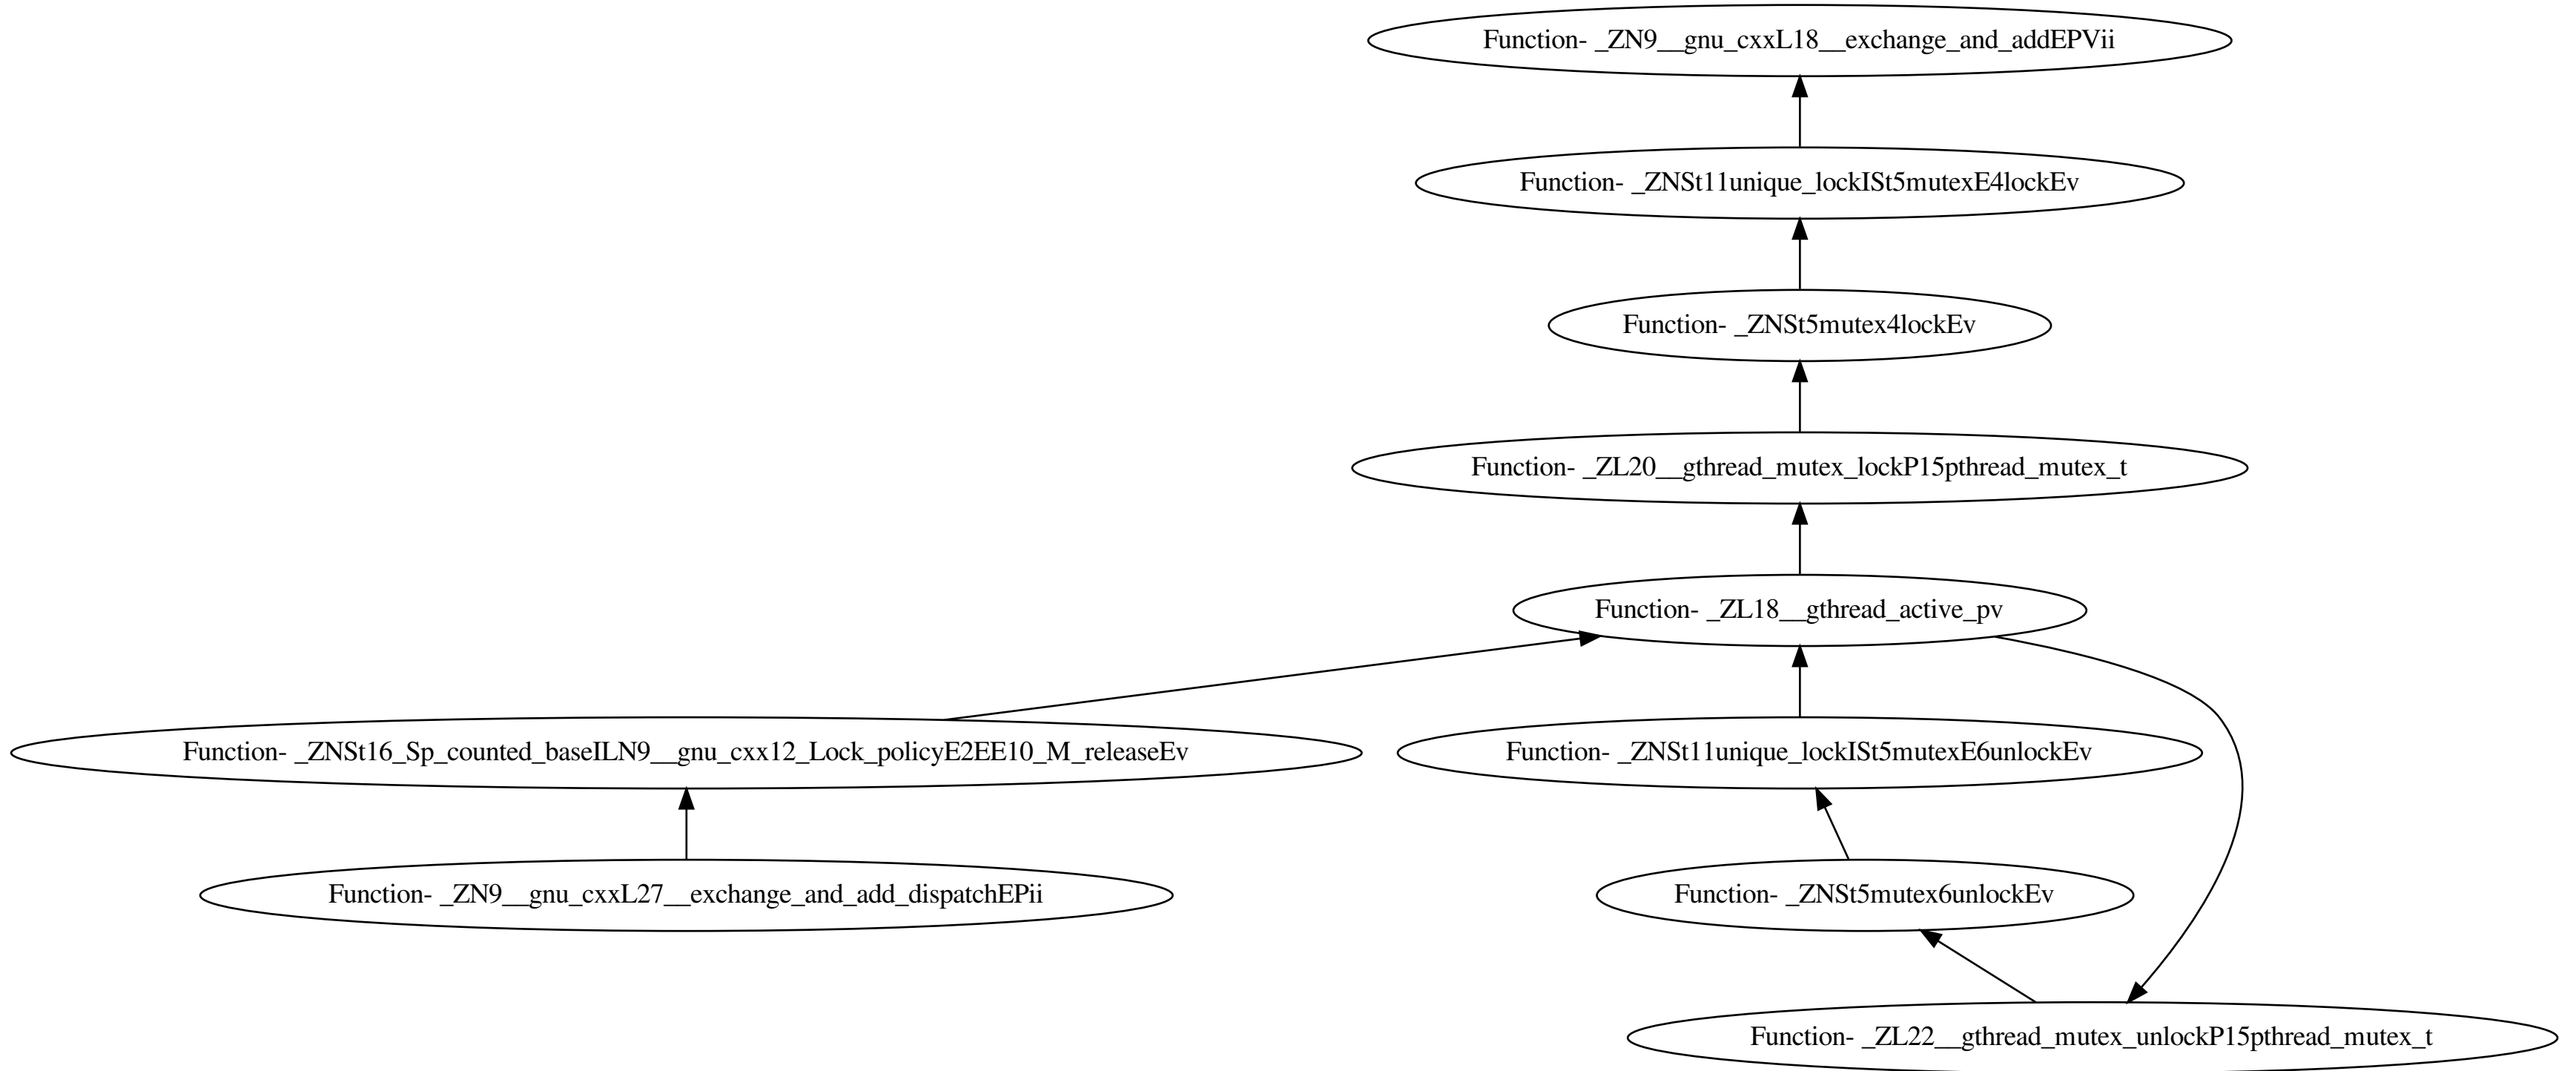 Function- _ZN9__gnu_cxxL18__exchange_and_addEPVii
Function- _ZNSt11unique_lockISt5mutexE4lockEv
Function- _ZNSt5mutex4lockEv
Function- _ZL20__gthread_mutex_lockP15pthread_mutex_t
Function- _ZL18__gthread_active_pv
Function- _ZNSt16_Sp_counted_baseILN9__gnu_cxx12_Lock_policyE2EE10_M_releaseEv
Function- _ZNSt11unique_lockISt5mutexE6unlockEv
Function- _ZN9__gnu_cxxL27__exchange_and_add_dispatchEPii
Function- _ZNSt5mutex6unlockEv
Function- _ZL22__gthread_mutex_unlockP15pthread_mutex_t